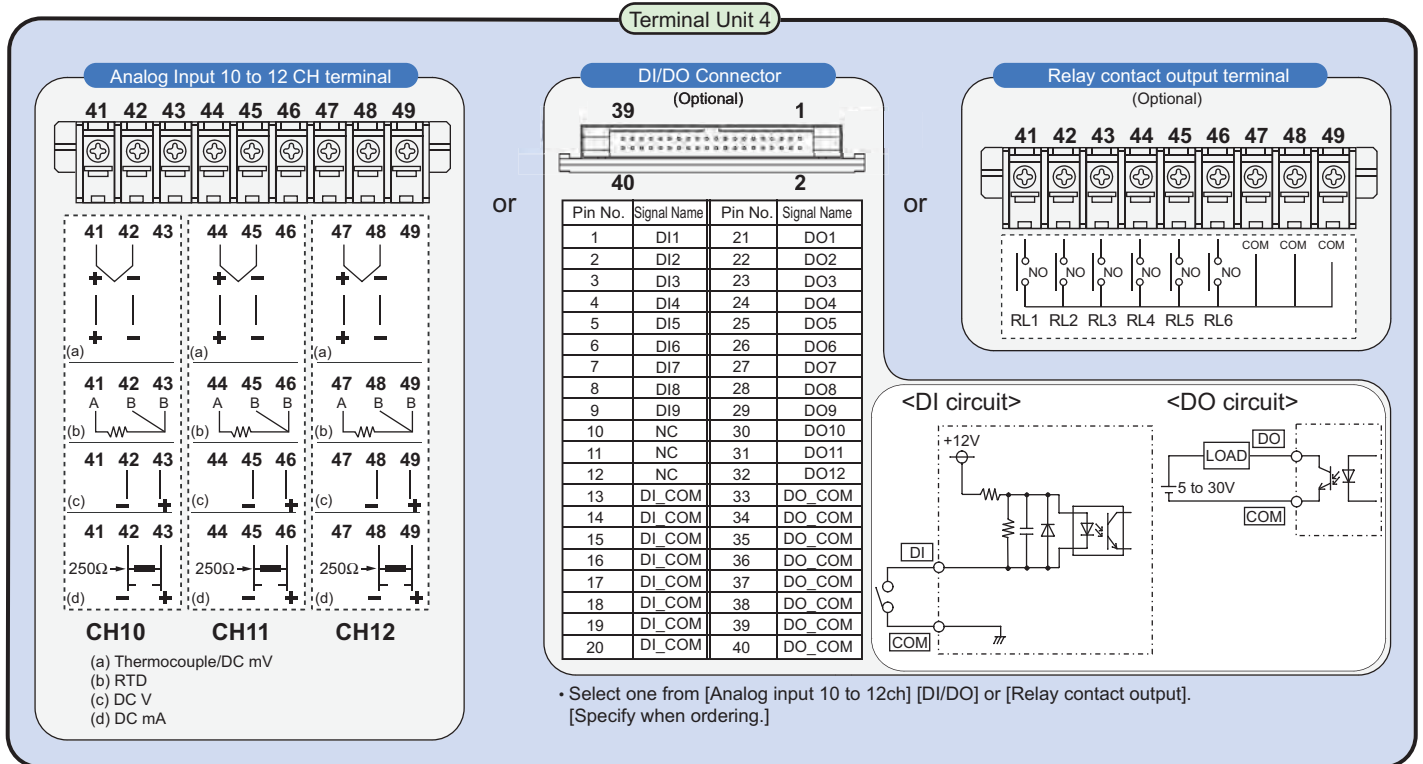 Terminal Unit 4
Analog Input 10 to 12 CH terminal
41 42 43 44 45 46 47 48 49
41 42 43
+ −
+ −
(a)
41 42 43
A B B
(b)
41 42 43
− +
(c)
41 42 43
250Ω
− +
(d)
CH10
44 45 46
+ −
+ −
(a)
44 45 46
A B B
(b)
44 45 46
− +
(c)
44 45 46
250Ω
− +
(d)
CH11
47 48 49
+ −
+ −
(a)
47 48 49
A B B
(b)
47 48 49
− +
(c)
47 48 49
250Ω
− +
(d)
CH12
(a) Thermocouple/DC mV
(b) RTD
(c) DC V
(d) DC mA
or
DI/DO Connector
(Optional)
39 1
40 2
Pin No. Signal Name Pin No. Signal Name
1 DI1 21 DO1
2 DI2 22 DO2
3 DI3 23 DO3
4 DI4 24 DO4
5 DI5 25 DO5
6 DI6 26 DO6
7 DI7 27 DO7
8 DI8 28 DO8
9 DI9 29 DO9
10 NC 30 DO10
11 NC 31 DO11
12 NC 32 DO12
13 DI_COM 33 DO_COM
14 DI_COM 34 DO_COM
15 DI_COM 35 DO_COM
16 DI_COM 36 DO_COM
17 DI_COM 37 DO_COM
18 DI_COM 38 DO_COM
19 DI_COM 39 DO_COM
20 DI_COM 40 DO_COM
or
Relay contact output terminal
(Optional)
41 42 43 44 45 46 47 48 49
COM COM COM
NO NO NO NO NO NO
RL1 RL2 RL3 RL4 RL5 RL6
<DI circuit>
+12V
DI
COM
<DO circuit>
DO
LOAD
5 to 30V
COM
• Select one from [Analog input 10 to 12ch] [DI/DO] or [Relay contact output].
[Specify when ordering.]